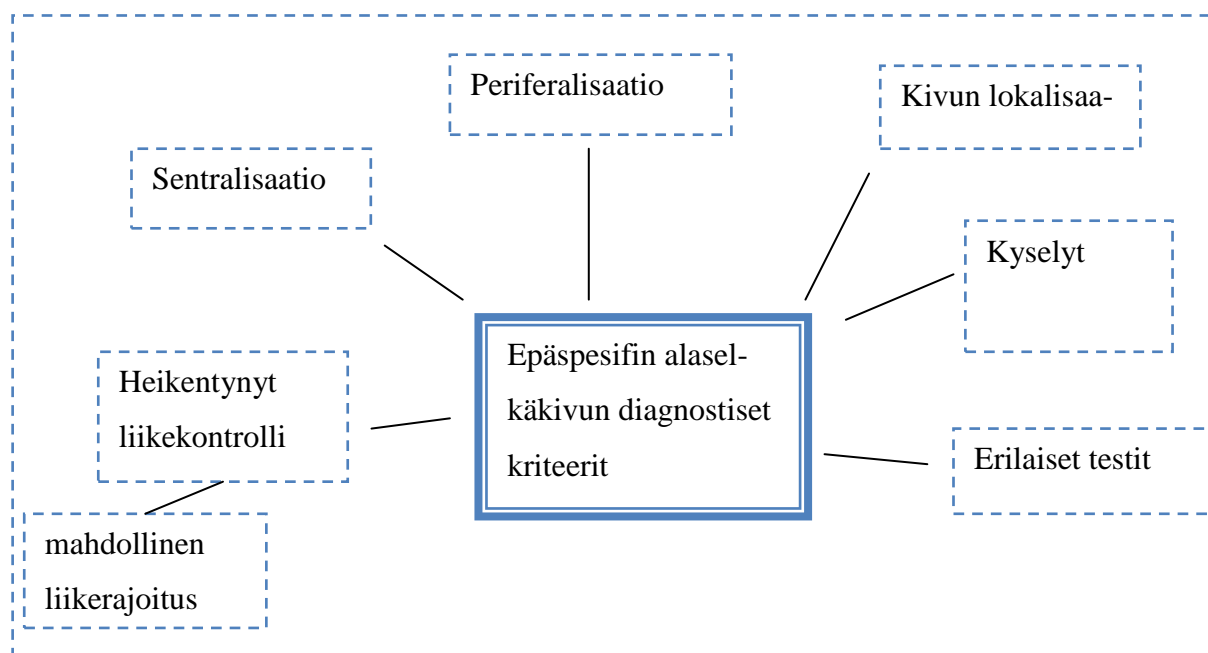 Periferalisaatio
Kivun lokalisaa-
Sentralisaatio
Kyselyt
Epäspesifin alasel-
käkivun diagnostiset
kriteerit
Heikentynyt
liikekontrolli
Erilaiset testit
mahdollinen
liikerajoitus